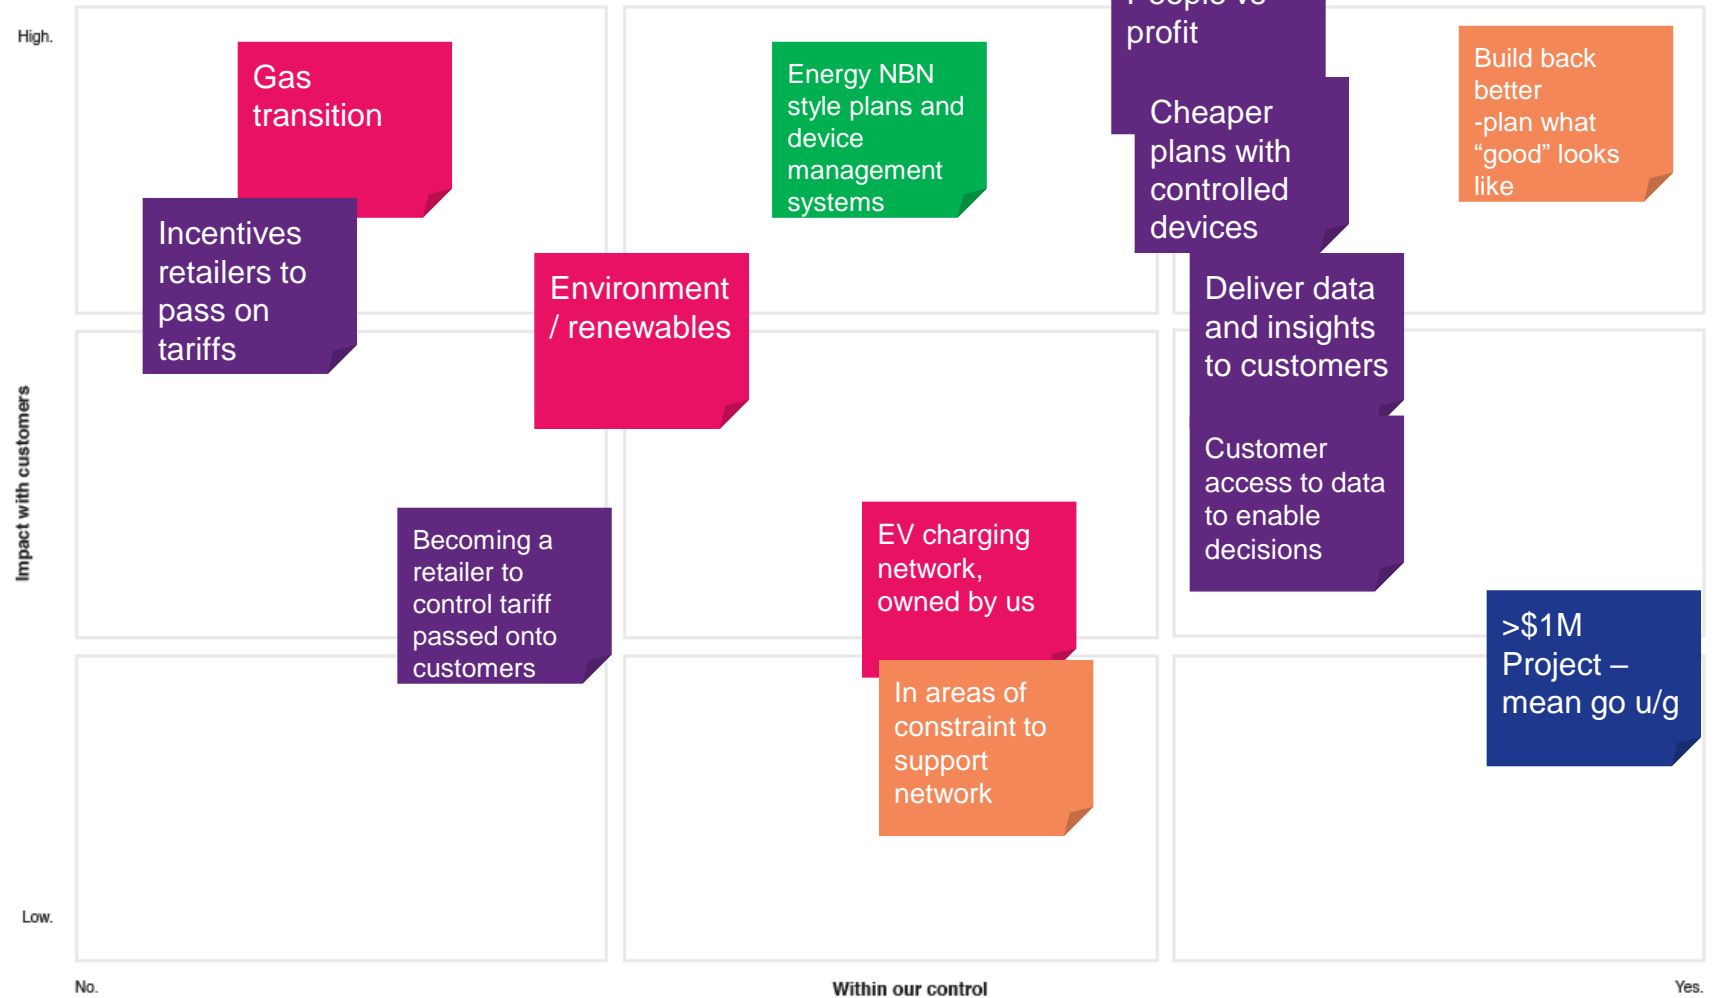 High.
Gas
transition
Energy NBN
style plans and
device
management
systems
People vs
profit
Build back
better
-plan what
“good” looks
like
Cheaper
plans with
controlled
devices
Incentives
retailers to
pass on
tariffs
Environment
/ renewables
Deliver data
and insights
to customers
Impact with customers
Customer
access to data
to enable
decisions
Becoming a
retailer to
control tariff
passed onto
customers
EV charging
network,
owned by us
>$1M
Project –
mean go u/g
In areas of
constraint to
support
network
Low.
No.
Within our control
Yes.